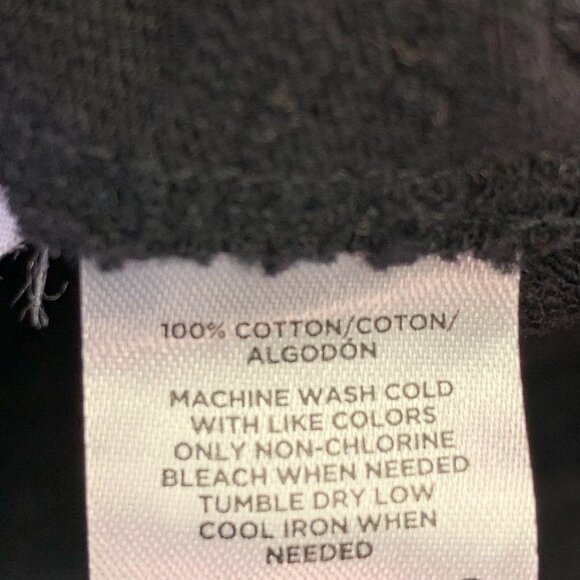 100% COTTON/COTON/
ALGODÓN
MACHINE WASH COLD
WITH LIKE COLORS
ONLY NON-CHLORINE
BLEACH WHEN NEEDED
TUMBLE DRY LOW
COOL IRON WHEN
NEEDED